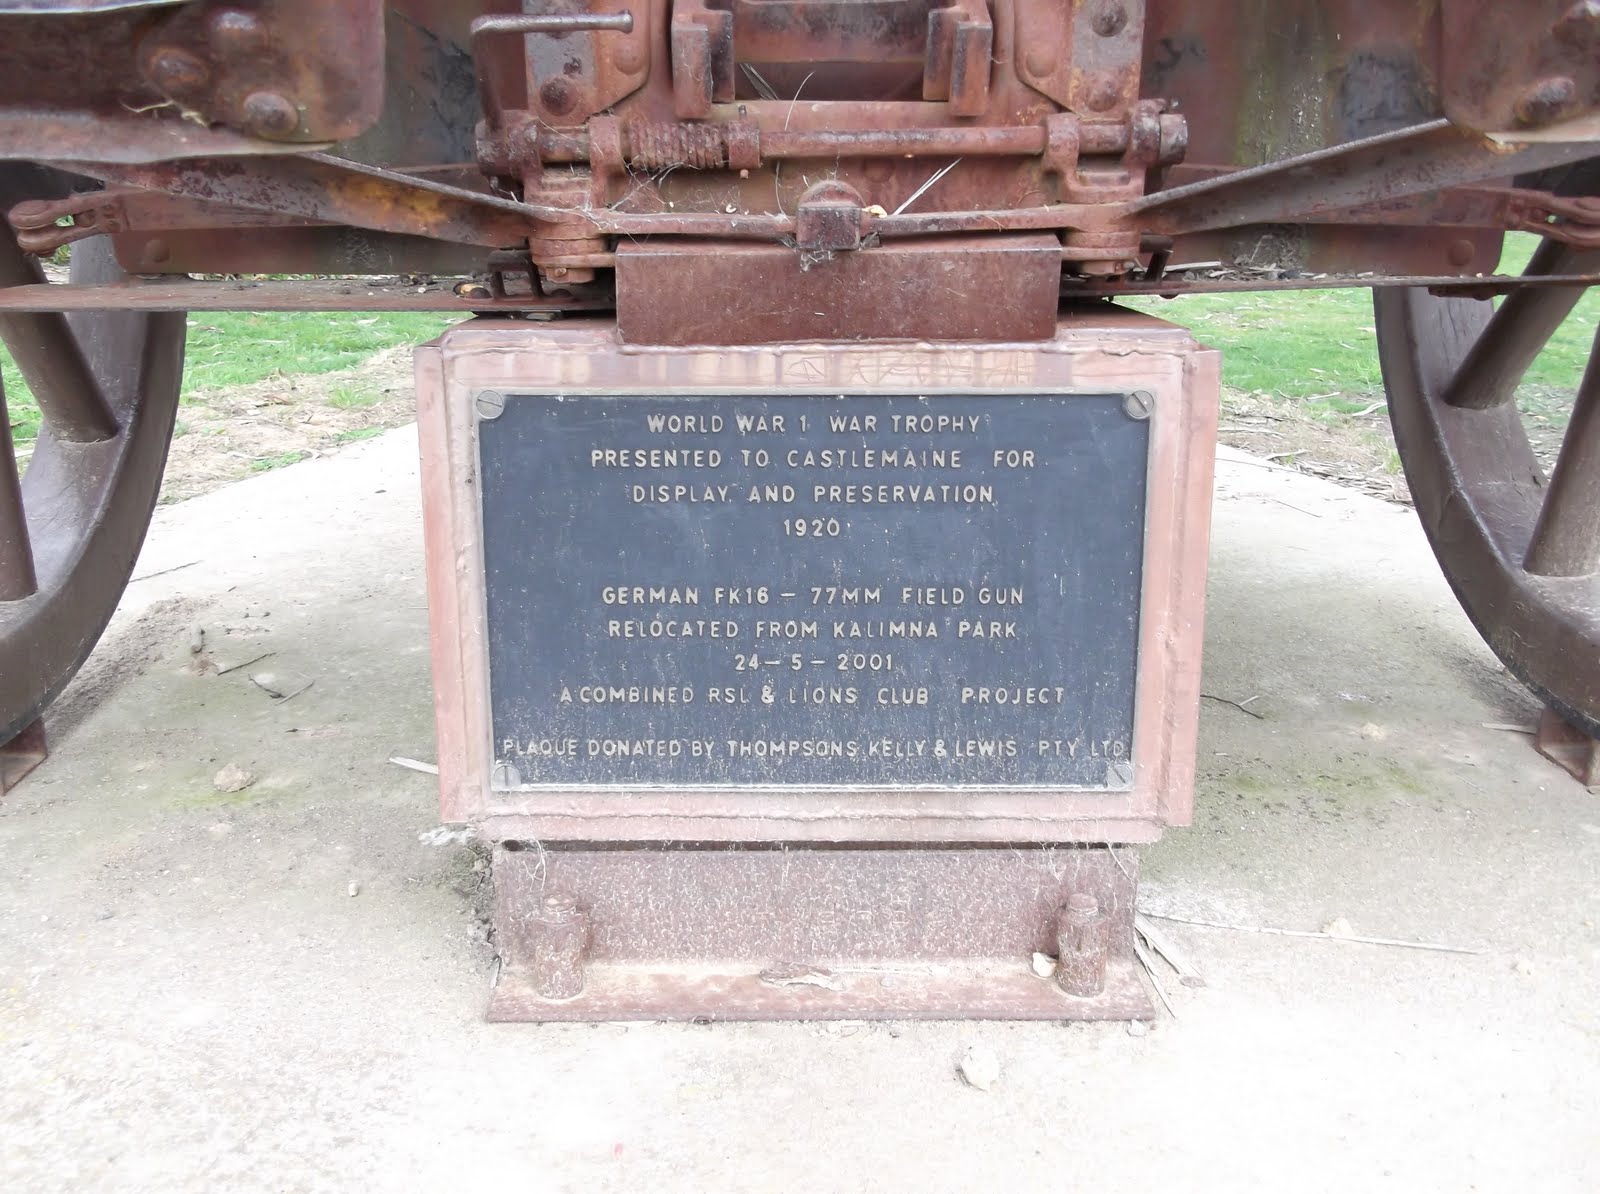 WORLD WAR 1 WAR TROPHY
PRESENTED TO CASTLEMAINE FOR
DISPLAY AND PRESERVATION
1920
GERMAN FK16 - 77MM FIELD GUN
RELOCATED FROM KALIMNA PARK
24-5-2001
A COMBINED RSL & LIONS CLUB PROJECT
PLAQUE DONATED BY THOMPSONS, KELLY & LEWIS PTY LTD